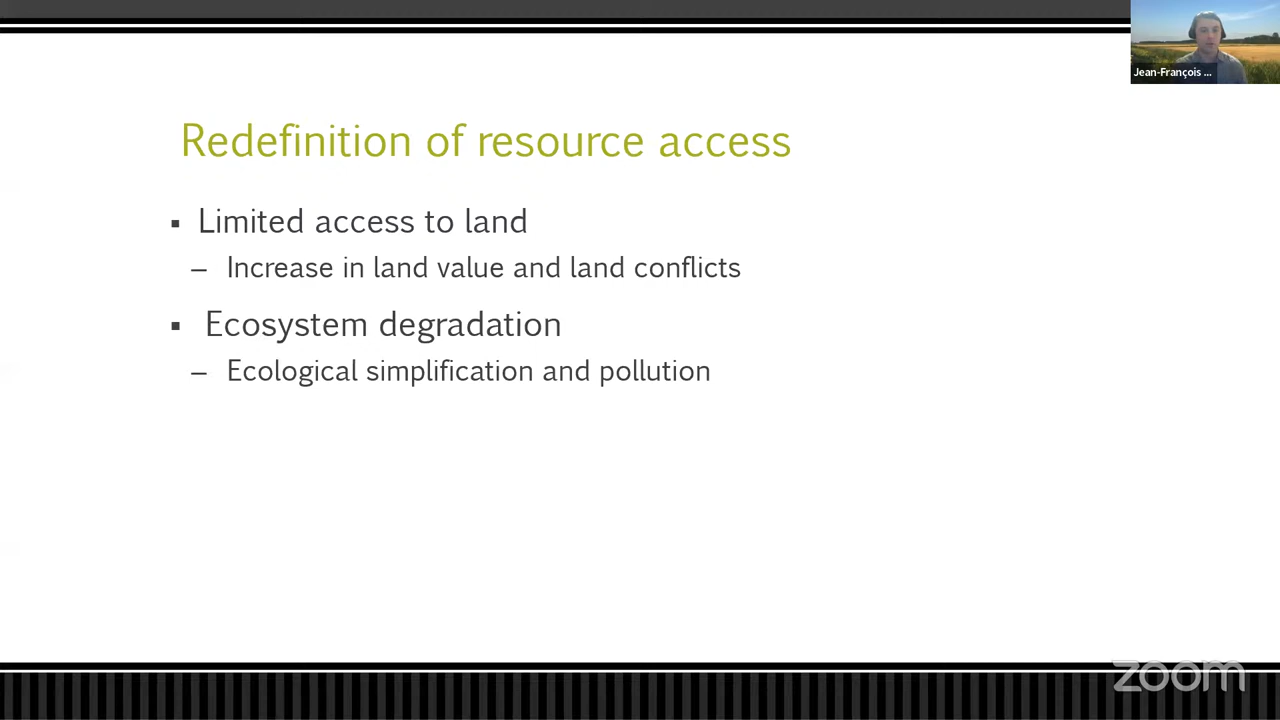 Jean-François ...
Redefinition of resource access
▪ Limited access to land
– Increase in land value and land conflicts
▪ Ecosystem degradation
– Ecological simplification and pollution
zoom